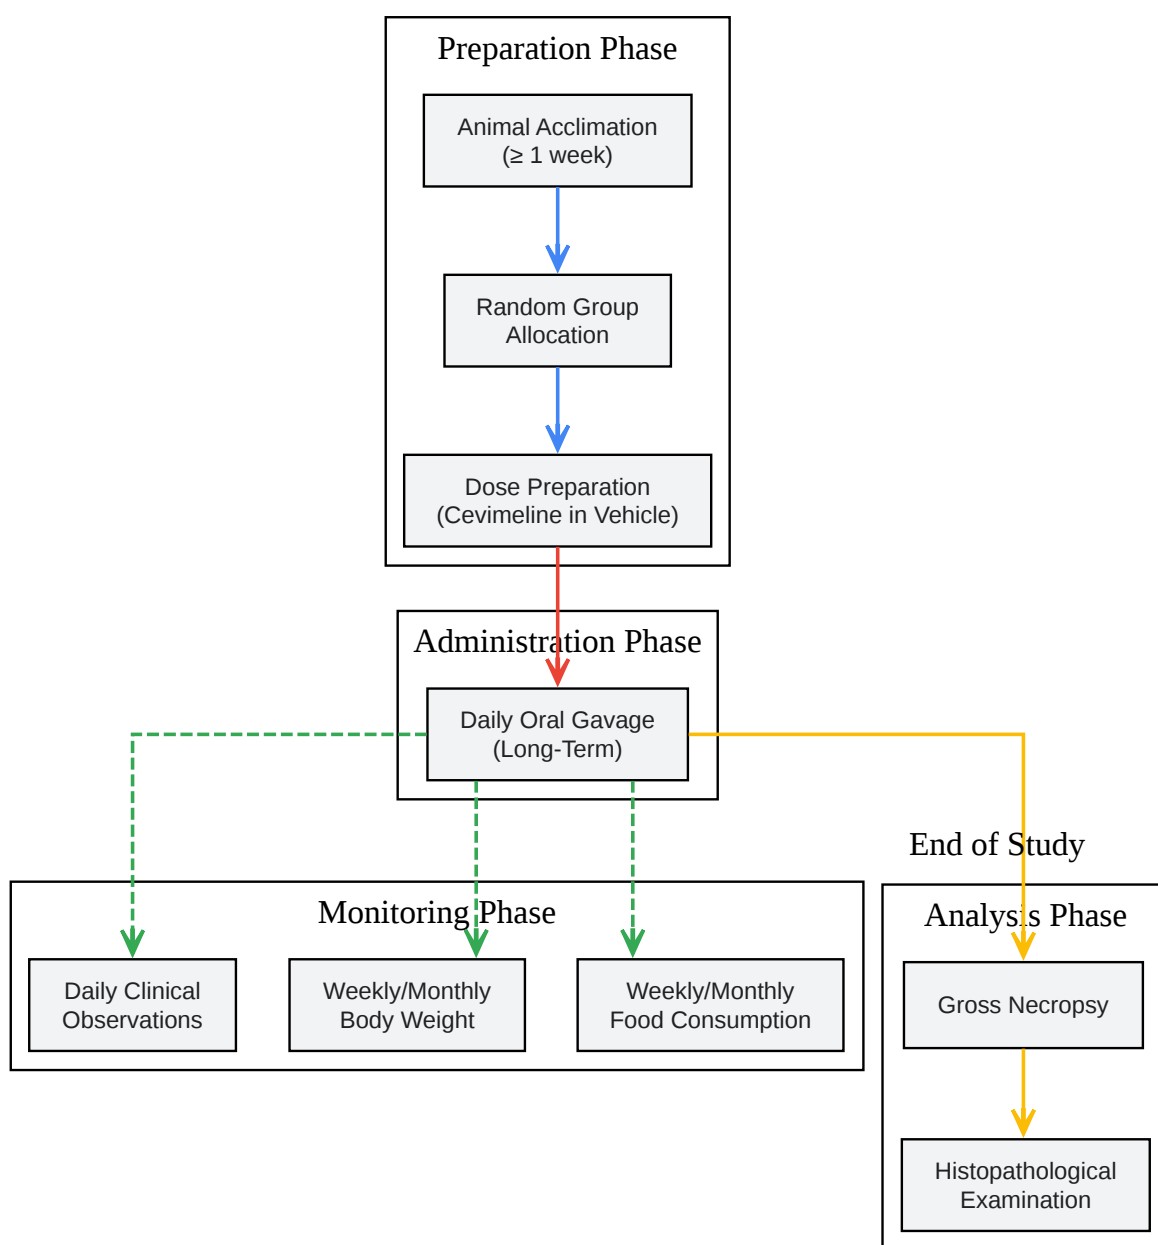 Preparation Phase
Animal Acclimation
(≥ 1 week)
Random Group
Allocation
Dose Preparation
(Cevimeline in Vehicle)
Administration Phase
Daily Oral Gavage
(Long-Term)
End of Study
Monitoring Phase
Daily Clinical
Observations
Weekly/Monthly
Body Weight
Weekly/Monthly
Food Consumption
Analysis Phase
Gross Necropsy
Histopathological
Examination